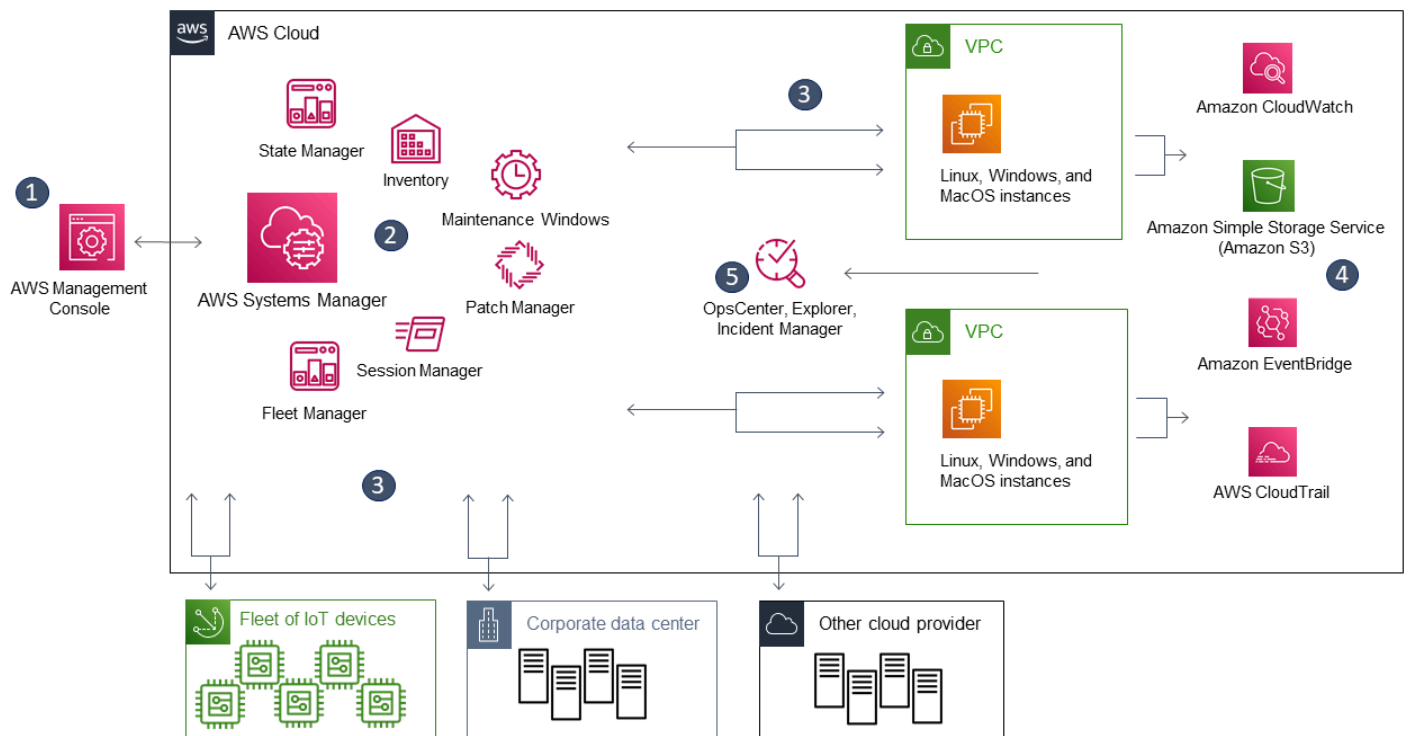 aws
AWS Cloud
VPC
3
Amazon CloudWatch
State Manager
Inventory
Linux, Windows, and
MacOS instances
1
Maintenance Windows
Amazon Simple Storage Service
(Amazon S3)
2
AWS Management
Console
AWS Systems Manager
Patch Manager
5
4
OpsCenter, Explorer,
Incident Manager
VPC
Session Manager
Amazon EventBridge
Fleet Manager
Linux, Windows, and
MacOS instances
3
AWS CloudTrail
Fleet of IoT devices
Corporate data center
Other cloud provider